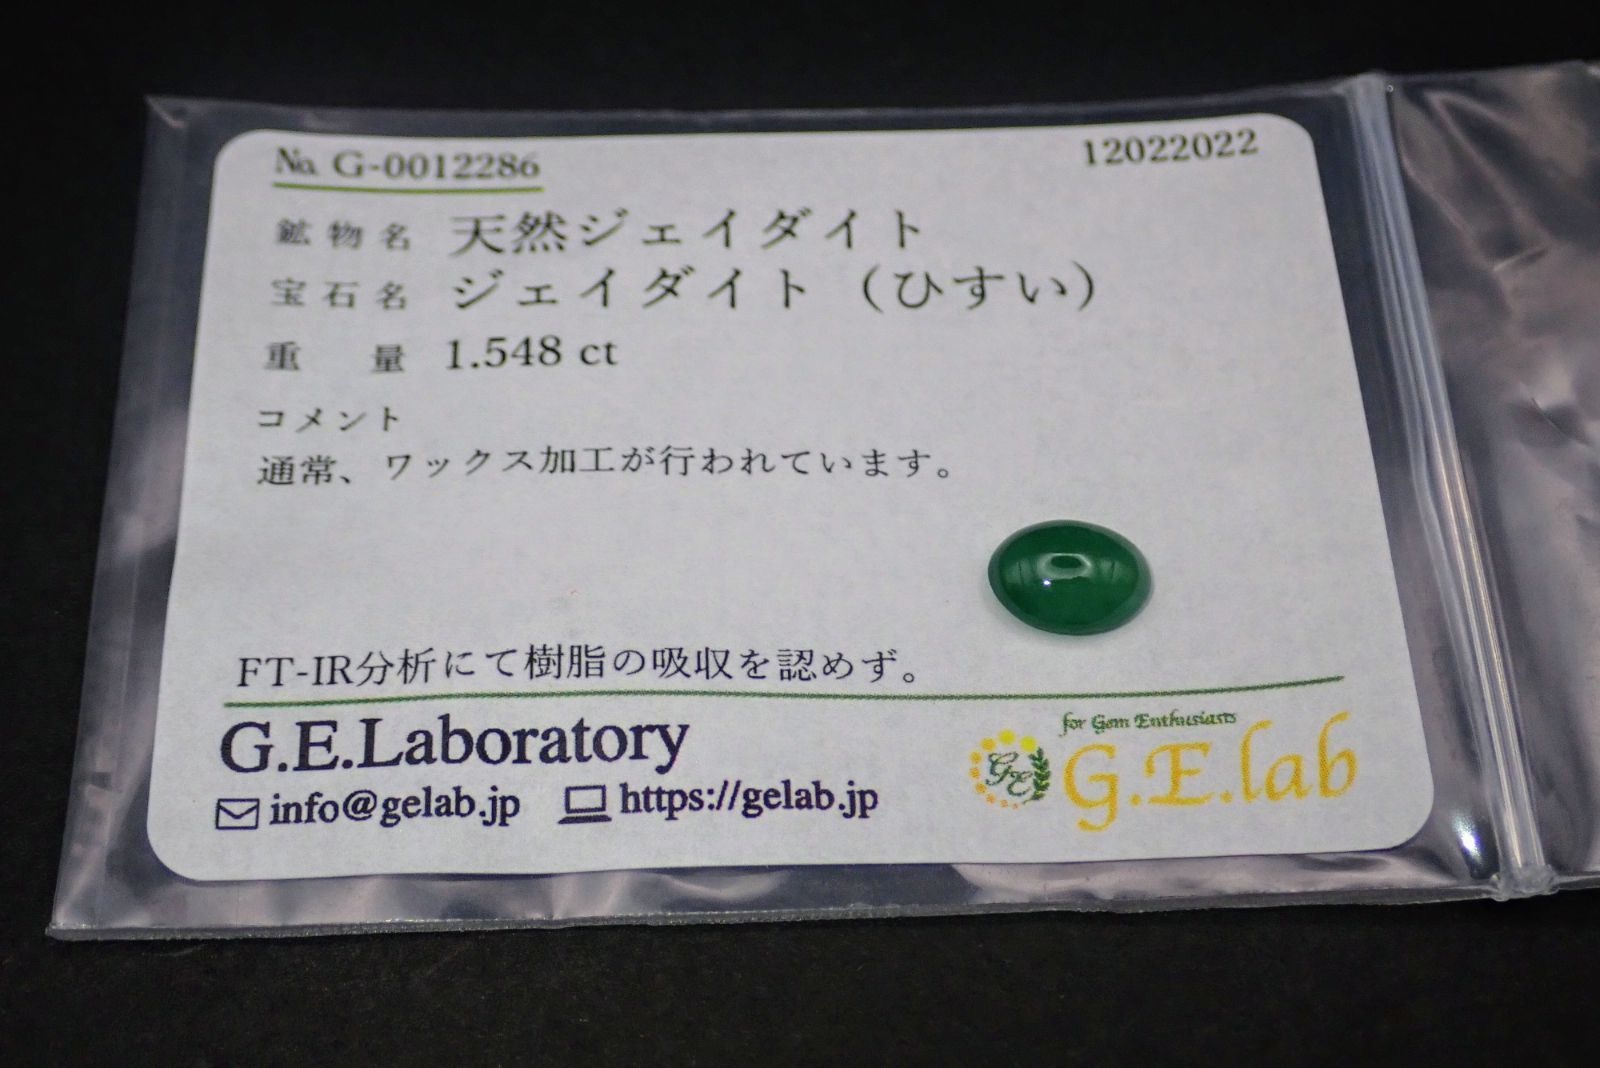 № G-0012286
12022022
鉱物名 天然ジェイダイト
宝石名 ジェイダイト（ひすい）
重量 1.548 ct
コメント
通常、ワックス加工が行われています。
FT-IR分析にて樹脂の吸収を認めず。
G.E.Laboratory
info@gelab.jp https://gelab.jp
for Gem Enthusiasts
GE
G.E.lab